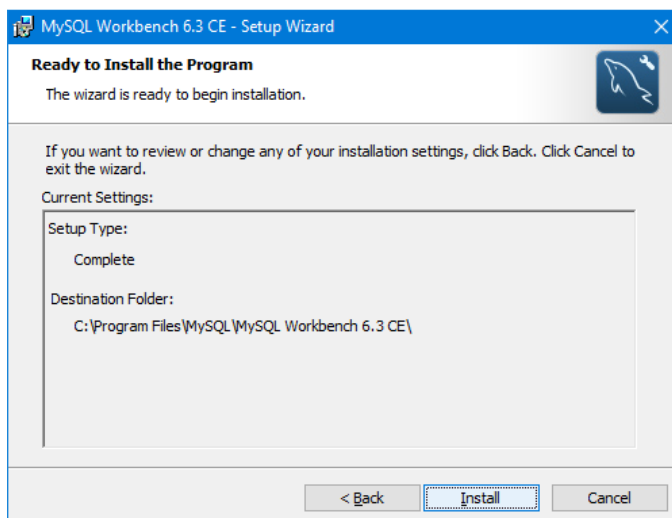 MySQL Workbench 6.3 CE - Setup Wizard
Ready to Install the Program
The wizard is ready to begin installation.
If you want to review or change any of your installation settings, click Back. Click Cancel to
exit the wizard.
Current Settings:
Setup Type:
Complete
Destination Folder:
C:\Program Files\MySQL\MySQL Workbench 6.3 CE\
< Back
Install
Cancel